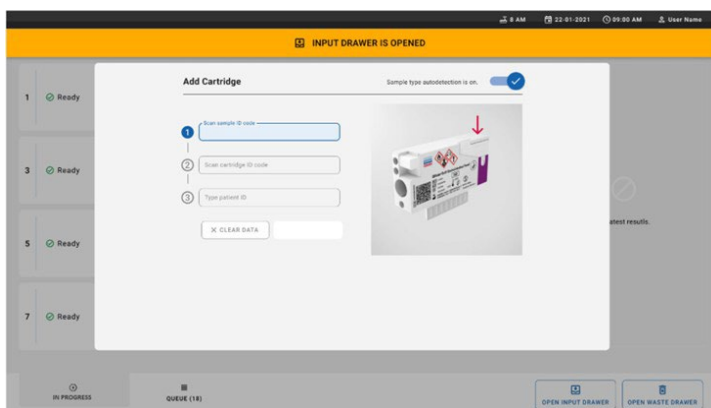 8 AM 22-01-2021 09:00 AM User Name
INPUT DRAWER IS OPENED
Add Cartridge
Sample type autodetection is on.
1 Ready
3 Ready
5 Ready
7 Ready
1 Scan sample ID code
2 Scan cartridge ID code
3 Type patient ID
CLEAR DATA
atest resutls.
IN PROGRESS
QUEUE (18)
OPEN INPUT DRAWER
OPEN WASTE DRAWER